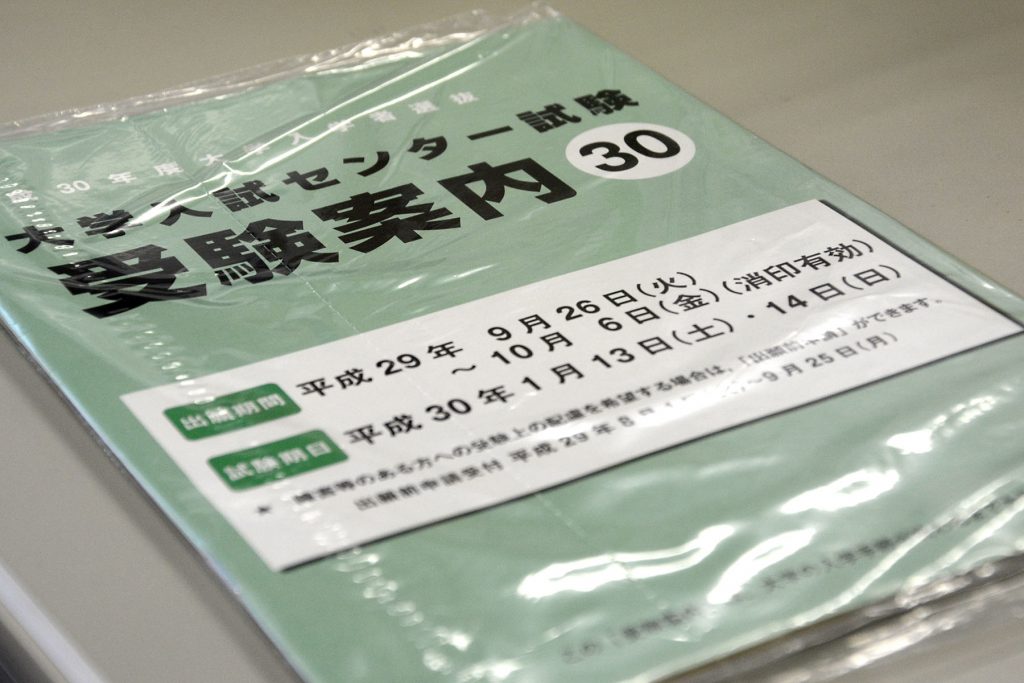 30年度大学入学者選抜
大学入試センター試験
受験案内 30
出願期間 平成29年 9月26日(火)
～10月 6日(金)(消印有効)
試験期日 平成30年1月13日(土)・14日(日)
★ 障害等のある方への受験上の配慮を希望する場合は、「出願前申請」ができます。
出願前申請受付 平成29年8月～9月25日(月)